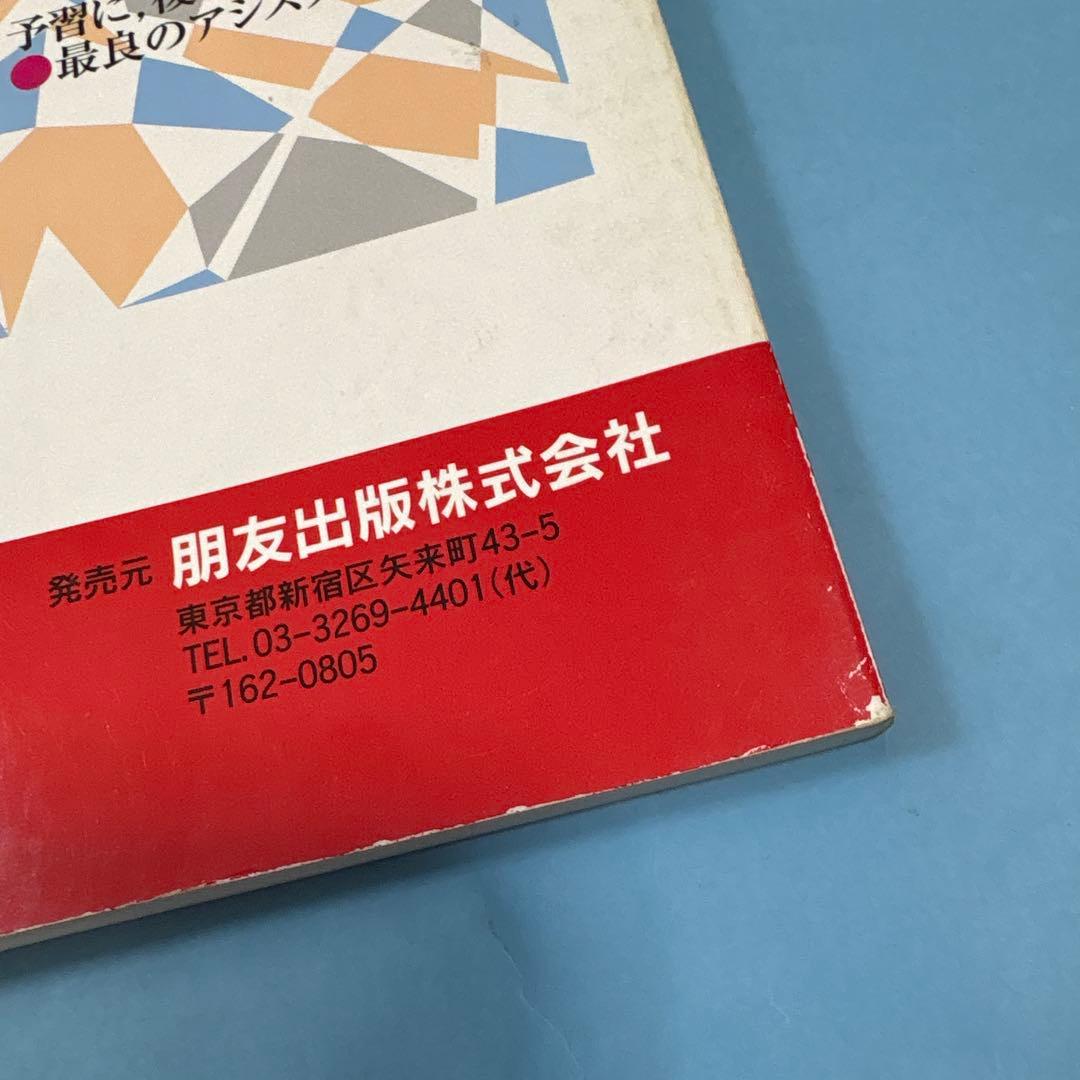 予習に,復
●最良のアシス
発売元 朋友出版株式会社
東京都新宿区矢来町43-5
TEL.03-3269-4401(代)
〒162-0805